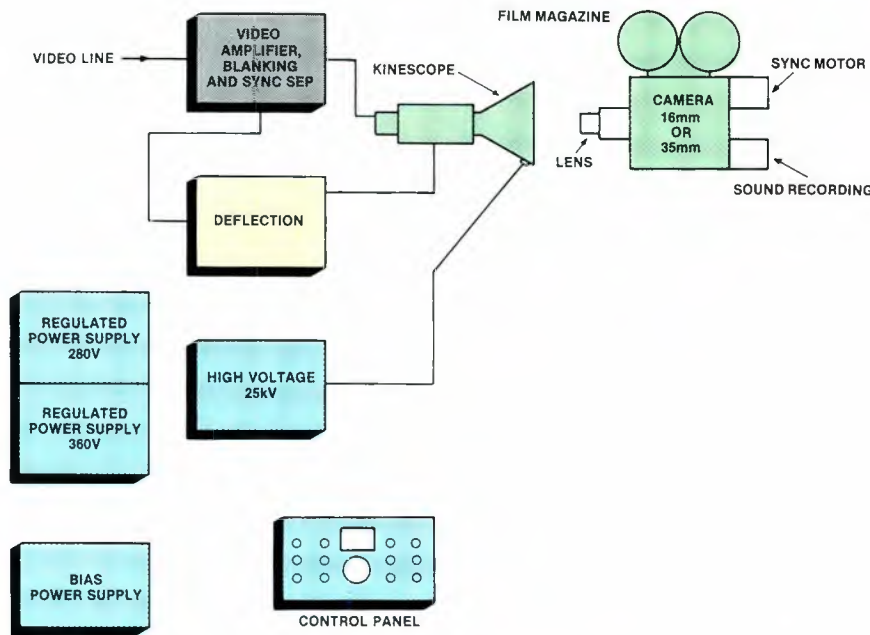 FILM MAGAZINE
VIDEO LINE
VIDEO
AMPLIFIER,
BLANKING
AND SYNC SEP
KINESCOPE
SYNC MOTOR
CAMERA
16mm
OR
35mm
LENS
SOUND RECORDING
DEFLECTION
REGULATED
POWER SUPPLY
280V
HIGH VOLTAGE
25kV
REGULATED
POWER SUPPLY
360V
BIAS
POWER SUPPLY
CONTROL PANEL